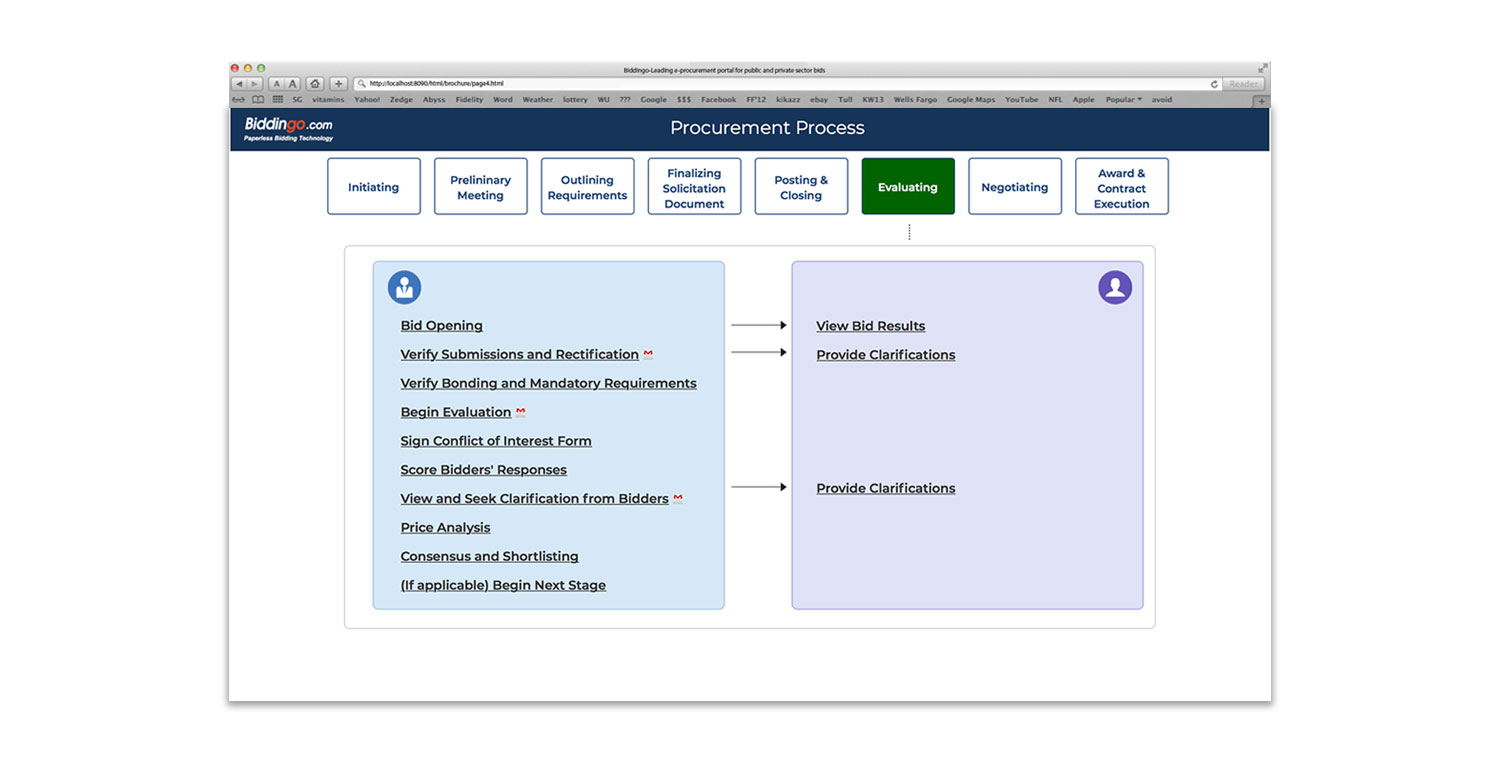 Biddingo-Leading e-procurement portal for public and private sector bids
A A + http://localhost:8090/html/brochure/page4.html Reader
SG vitamins Yahoo! Zedge Abyss Fidelity Word Weather lottery WU ??? Google $$$ Facebook FF'12 kikazz ebay Tull KW13 Wells Fargo Google Maps YouTube NFL Apple Popular avoid +
Biddingo.com
Paperless Bidding Technology
Procurement Process
Initiating
Prelininary
Meeting
Outlining
Requirements
Finalizing
Solicitation
Document
Posting &
Closing
Evaluating
Negotiating
Award &
Contract
Execution
Bid Opening
View Bid Results
Verify Submissions and Rectification
Provide Clarifications
Verify Bonding and Mandatory Requirements
Begin Evaluation
Sign Conflict of Interest Form
Score Bidders' Responses
View and Seek Clarification from Bidders
Provide Clarifications
Price Analysis
Consensus and Shortlisting
(If applicable) Begin Next Stage